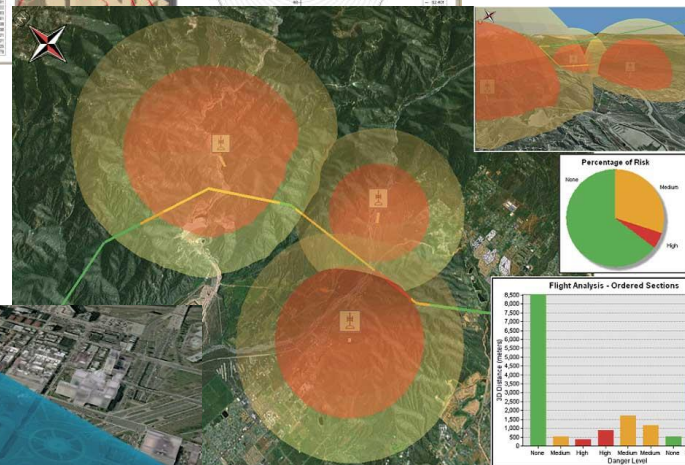 Percentage of Risk
None
Medium
High
Flight Analysis - Ordered Sections
3D Distance (meters)
8,500
8,000
7,500
7,000
6,500
6,000
5,500
5,000
4,500
4,000
3,500
3,000
2,500
2,000
1,500
1,000
500
0
None Medium High High Medium Medium None
Danger Level